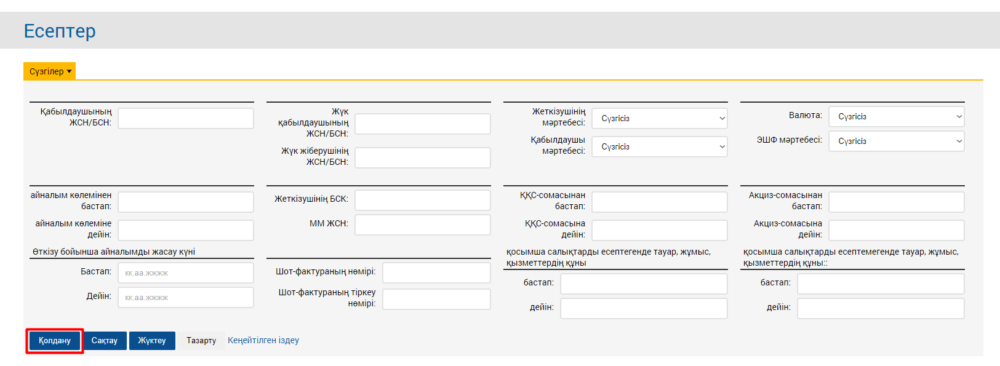 Есептер
Сүзгілер
Қабылдаушының
ЖСН/БСН:
Жүк
қабылдаушының
ЖСН/БСН:
Жүк жіберушінің
ЖСН/БСН:
Жеткізушінің
мәртебесі:
Сүзгісіз
Қабылдаушы
мәртебесі:
Сүзгісіз
Валюта:
Сүзгісіз
ЭШФ мәртебесі:
Сүзгісіз
айналым көлемінен
бастап:
айналым көлеміне
дейін:
Жеткізушінің БСК:
ММ ЖСН:
ҚҚС-сомасынан
бастап:
ҚҚС-сомасына
дейін:
Акциз-сомасынан
бастап:
Акциз-сомасына
дейін:
Өткізу бойынша айналымды жасау күні
Бастап:
кк.аа.жжжж
Дейін:
кк.аа.жжжж
Шот-фактураның нөмірі:
Шот-фактураның тіркеу
нөмірі:
қосымша салықтарды есептегенде тауар, жұмыс,
қызметтердің құны
бастап:
дейін:
қосымша салықтарды есептемегенде тауар, жұмыс,
қызметтердің құны::
бастап:
дейін:
Қолдану
Сақтау
Жүктеу
Тазарту
Кеңейтілген іздеу